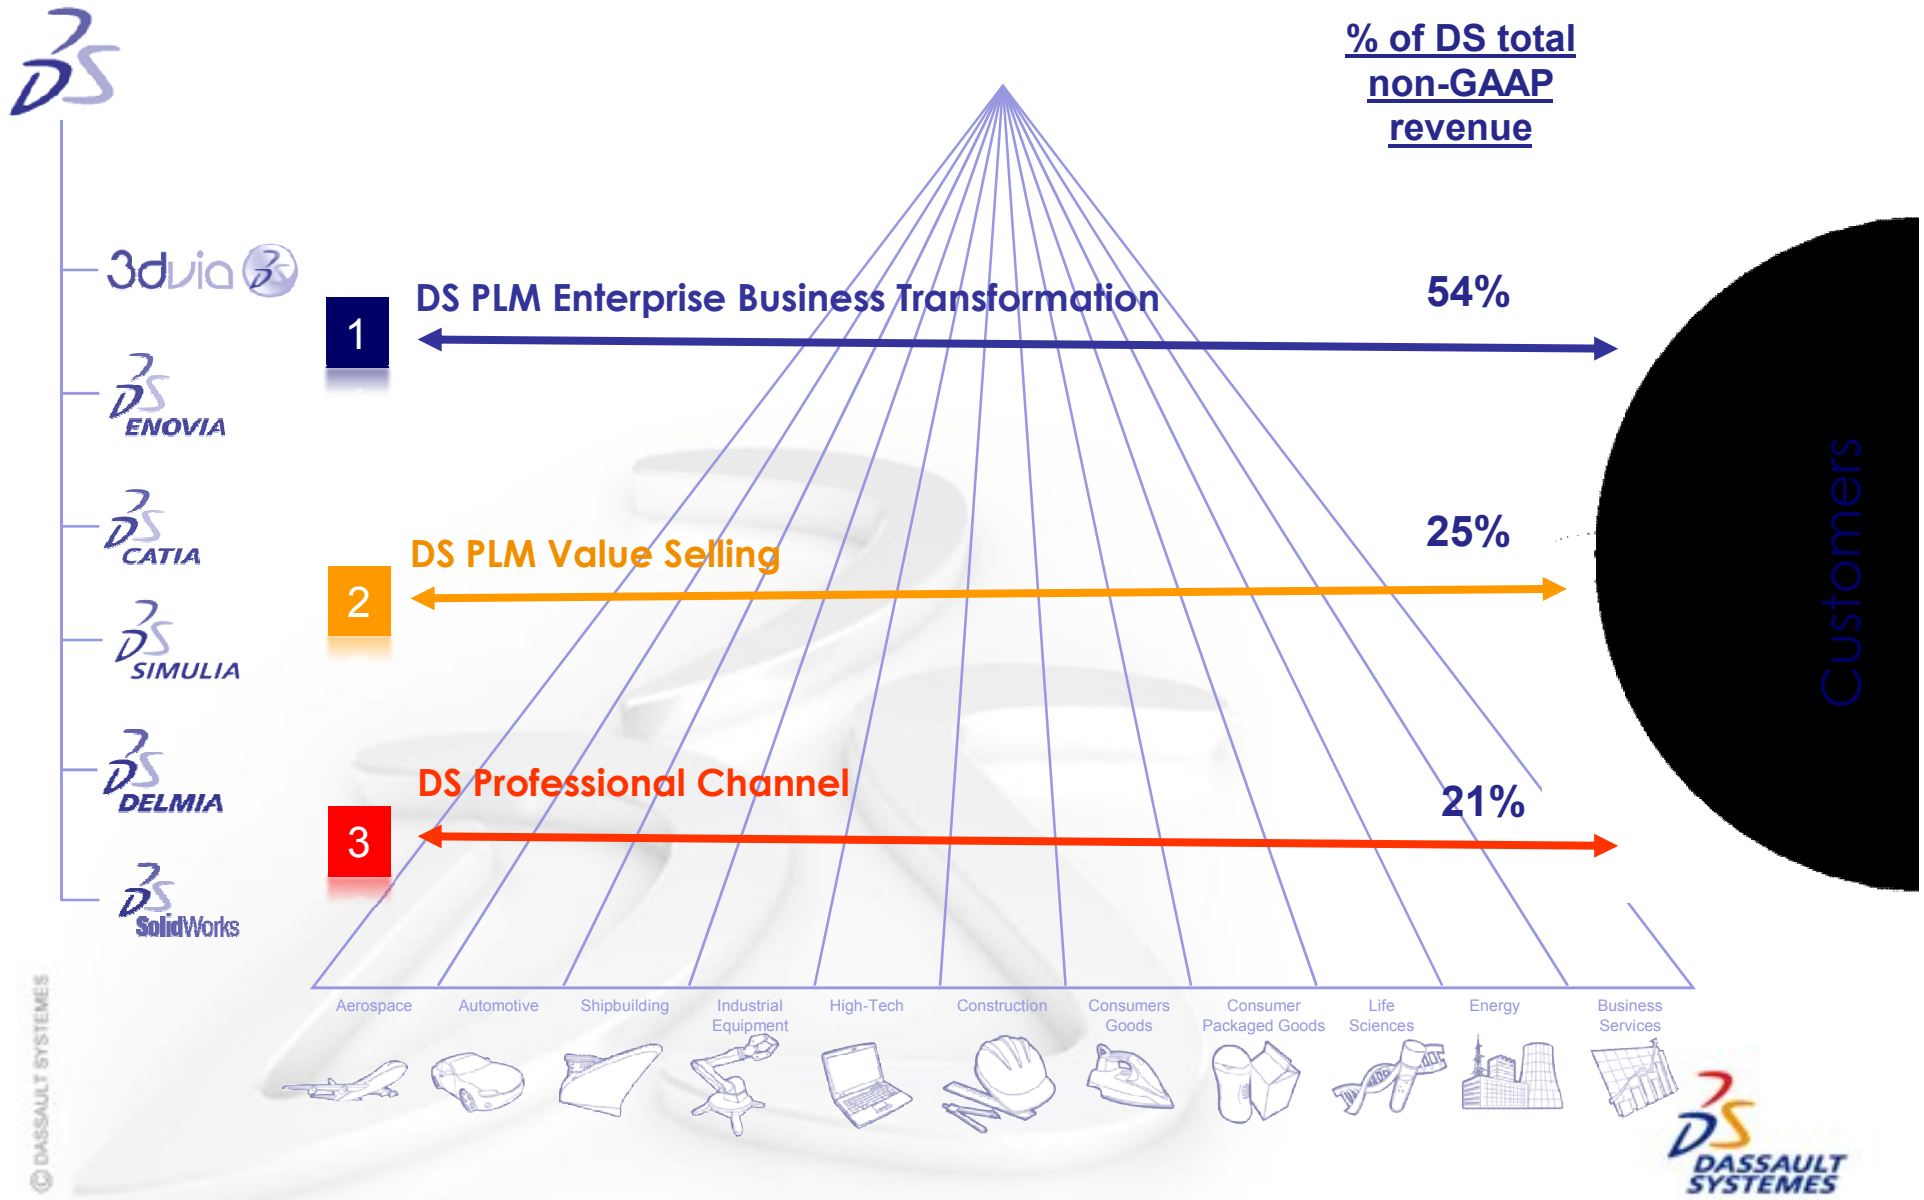 % of DS total
non-GAAP
revenue
3dvia
ENOVIA
CATIA
SIMULIA
DELMIA
SolidWorks
1
DS PLM Enterprise Business Transformation
54%
2
DS PLM Value Selling
25%
3
DS Professional Channel
21%
Customers
Aerospace
Automotive
Shipbuilding
Industrial
Equipment
High-Tech
Construction
Consumers
Goods
Consumer
Packaged Goods
Life
Sciences
Energy
Business
Services
© DASSAULT SYSTEMES
DASSAULT
SYSTEMES